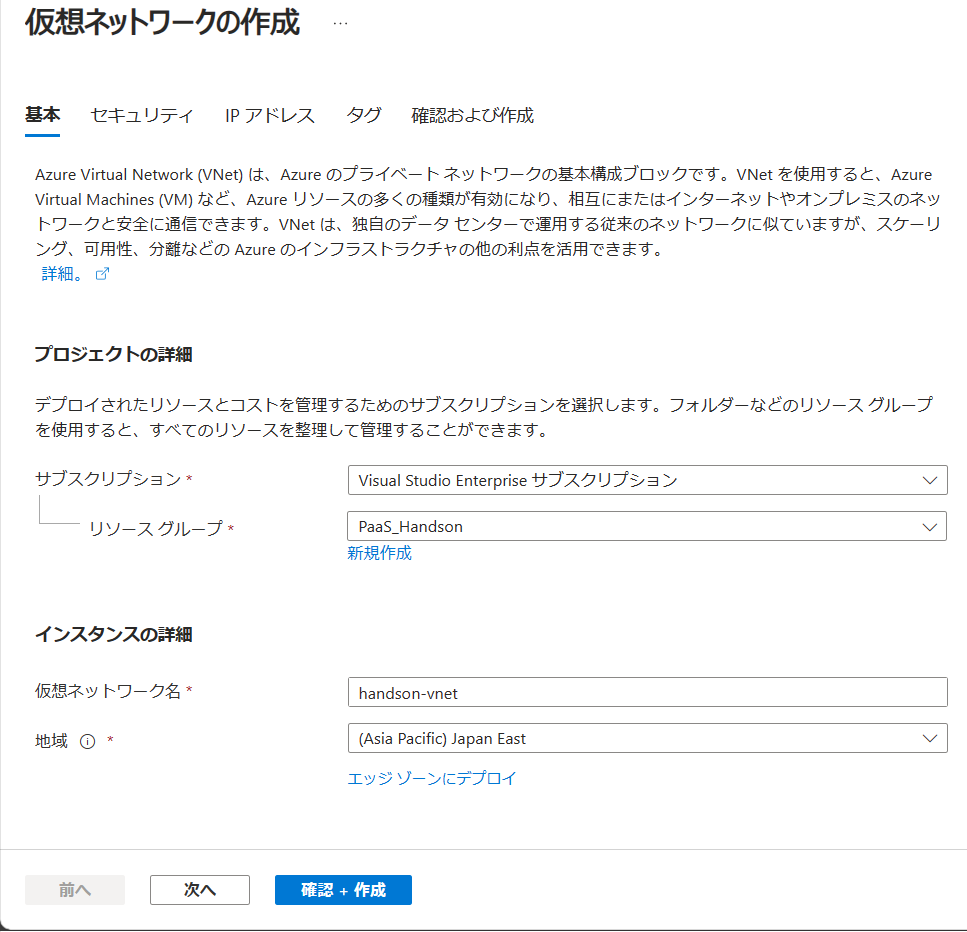 仮想ネットワークの作成 ...
基本 セキュリティ IP アドレス タグ 確認および作成
Azure Virtual Network (VNet) は、Azure のプライベート ネットワークの基本構成ブロックです。VNet を使用すると、Azure
Virtual Machines (VM) など、Azure リソースの多くの種類が有効になり、相互にまたはインターネットやオンプレミスのネッ
トワークと安全に通信できます。VNet は、独自のデータ センターで運用する従来のネットワークに似ていますが、スケーリ
ング、可用性、分離などの Azure のインフラストラクチャの他の利点を活用できます。
詳細。
プロジェクトの詳細
デプロイされたリソースとコストを管理するためのサブスクリプションを選択します。フォルダーなどのリソース グループ
を使用すると、すべてのリソースを整理して管理することができます。
サブスクリプション * Visual Studio Enterprise サブスクリプション
リソース グループ * PaaS_Handson
新規作成
インスタンスの詳細
仮想ネットワーク名 * handson-vnet
地域 * (Asia Pacific) Japan East
エッジ ゾーンにデプロイ
前へ 次へ 確認 + 作成